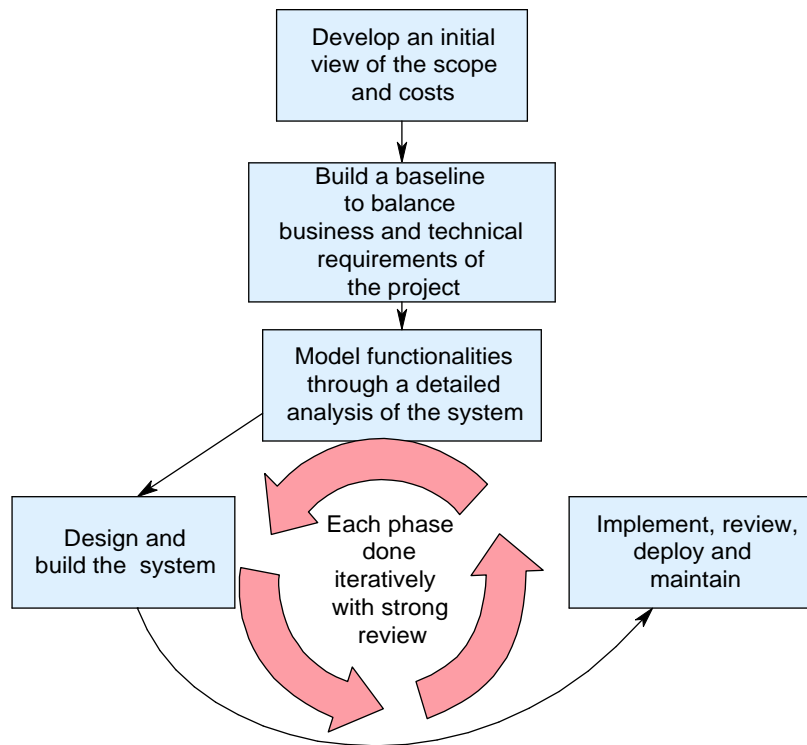 Develop an initial
view of the scope
and costs
Build a baseline
to balance
business and technical
requirements of
the project
Model functionalities
through a detailed
analysis of the system
Design and
build the system
Each phase
done
iteratively
with strong
review
Implement, review,
deploy and
maintain